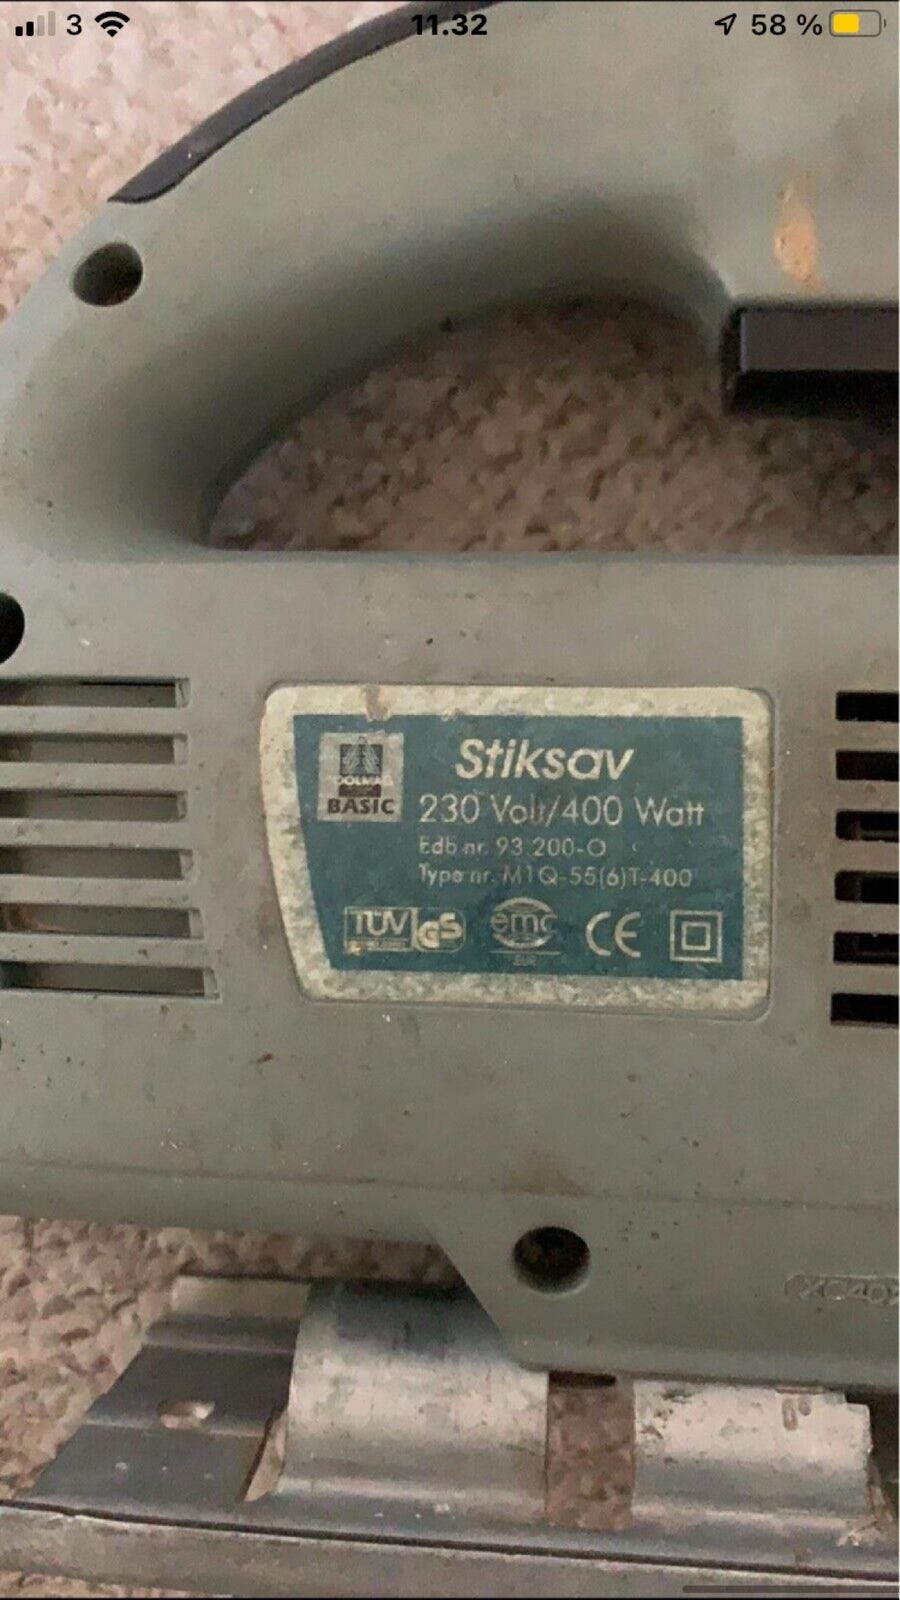 3
11.32
58 %
Stiksav
BASIC
230 Volt/400 Watt
Edb nr. 93.200-O
Type nr. M1Q-55(6)T-400
TÜV GS emc CE
EUR